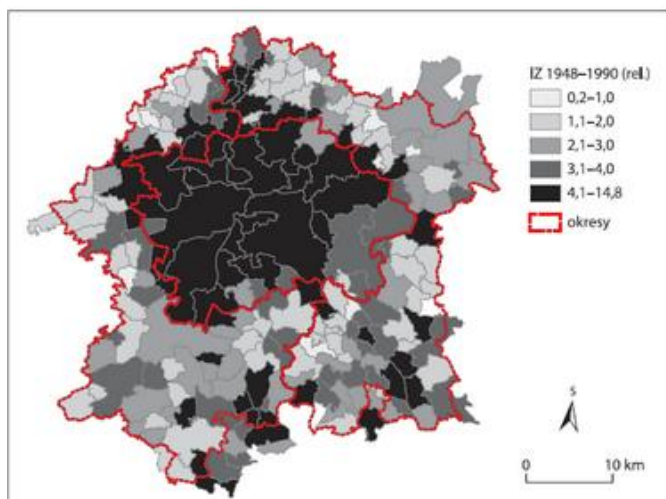 IZ 1948–1990 (rel.)
0,2–1,0
1,1–2,0
2,1–3,0
3,1–4,0
4,1–14,8
okresy
S
0 10 km